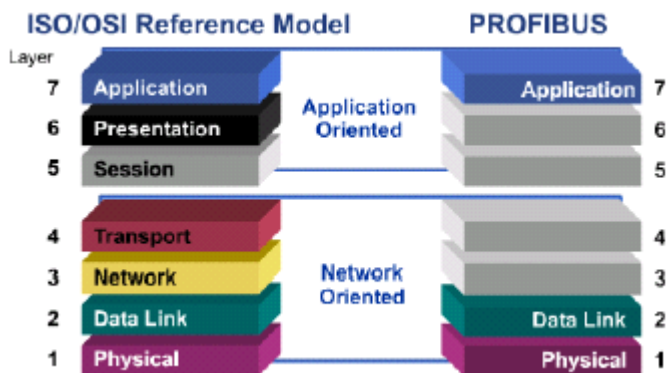 ISO/OSI Reference Model PROFIBUS
Layer
7 Application Application 7
6 Presentation Application Oriented 6
5 Session 5
4 Transport 4
3 Network Network Oriented 3
2 Data Link Data Link 2
1 Physical Physical 1